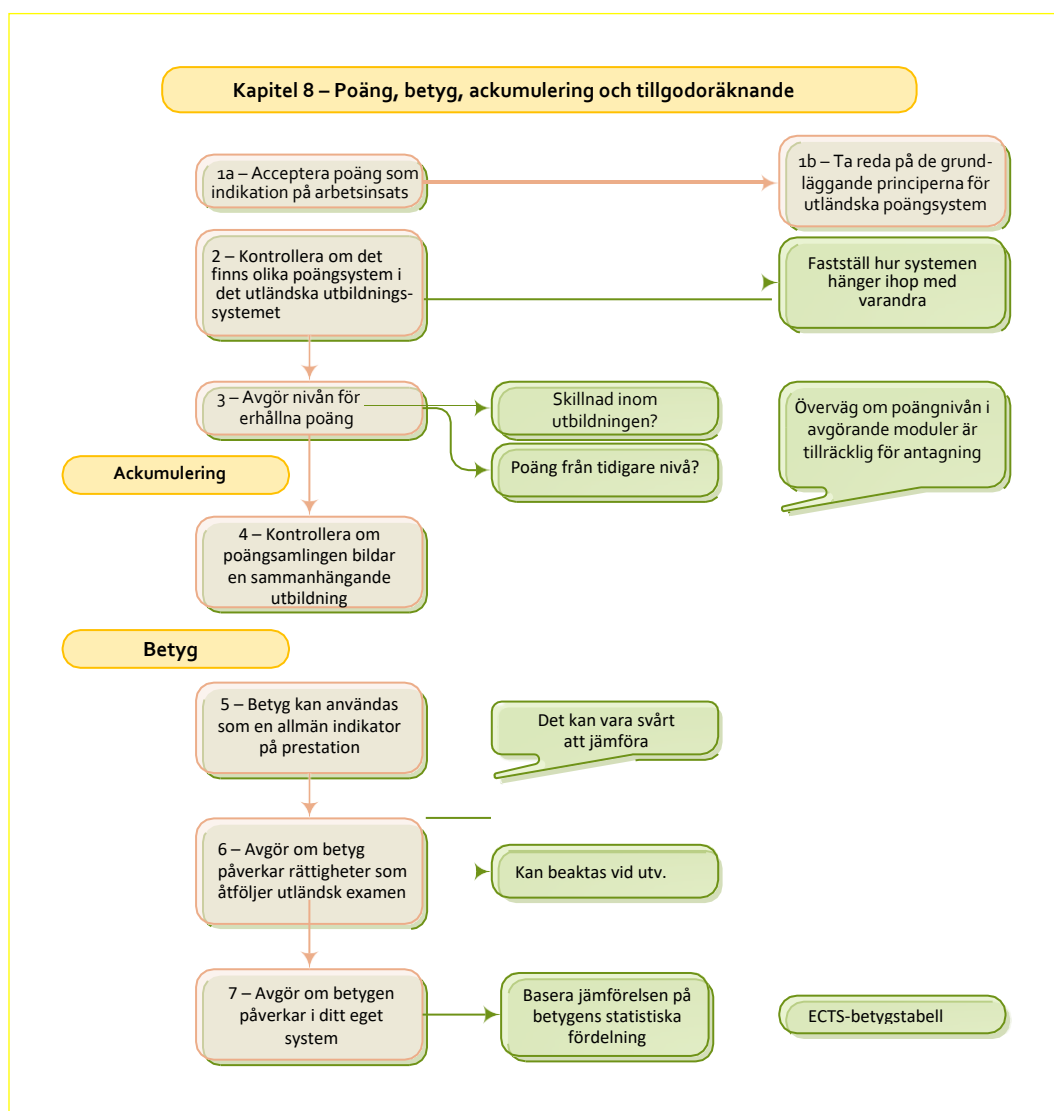 Kapitel 8 – Poäng, betyg, ackumulering och tillgodoräknande
1a – Acceptera poäng som
indikation på arbetsinsats
1b – Ta reda på de grund-
läggande principerna för
utländska poängsystem
2 – Kontrollera om det
finns olika poängsystem i
det utländska utbildnings-
systemet
Fastställ hur systemen
hänger ihop med
varandra
3 – Avgör nivån för
erhållna poäng
Skillnad inom
utbildningen?
Poäng från tidigare nivå?
Överväg om poängnivån i
avgörande moduler är
tillräcklig för antagning
Ackumulering
4 – Kontrollera om
poängsamlingen bildar
en sammanhängande
utbildning
Betyg
5 – Betyg kan användas
som en allmän indikator
på prestation
Det kan vara svårt
att jämföra
6 – Avgör om betyg
påverkar rättigheter som
åtföljer utländsk examen
Kan beaktas vid utv.
7 – Avgör om betygen
påverkar i ditt eget
system
Basera jämförelsen på
betygens statistiska
fördelning
ECTS-betygstabell